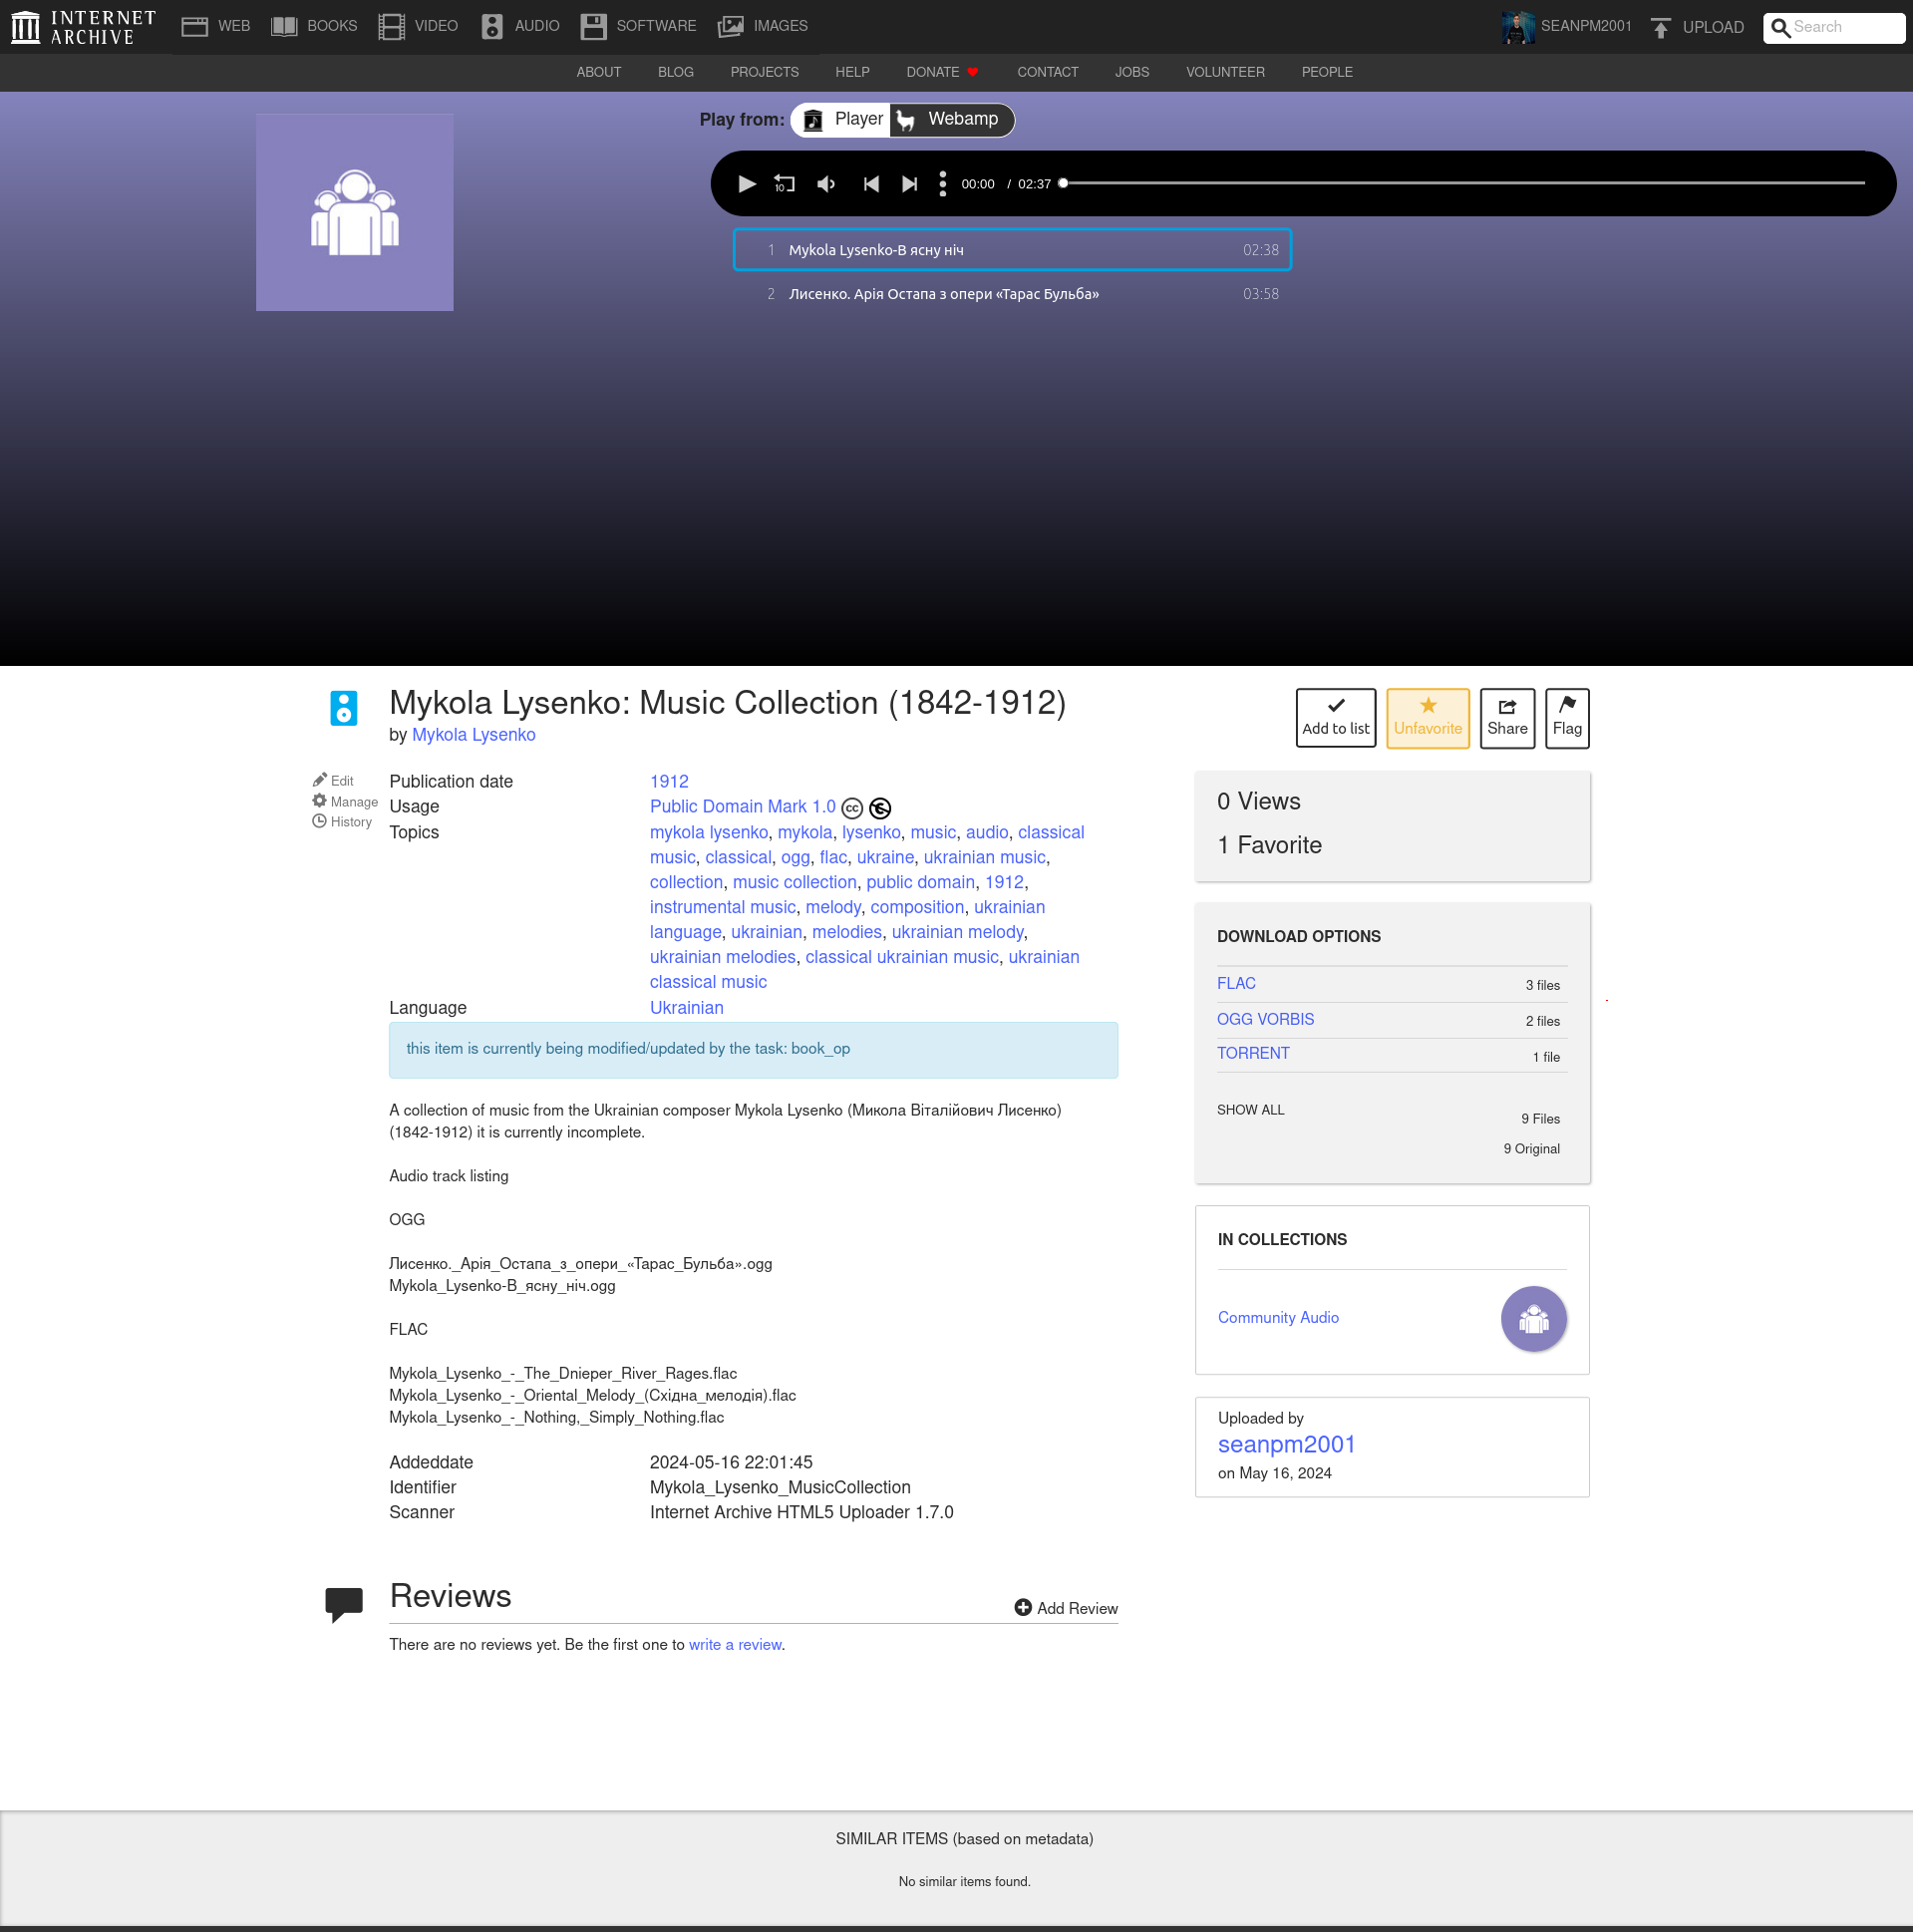 INTERNET
ARCHIVE
WEB BOOKS VIDEO AUDIO SOFTWARE IMAGES SEANPM2001 UPLOAD Search
ABOUT BLOG PROJECTS HELP DONATE CONTACT JOBS VOLUNTEER PEOPLE
Play from: Player Webamp
10 00:00 / 02:37
1 Mykola Lysenko-В ясну ніч 02:38
2 Лисенко. Арія Остапа з опери «Тарас Бульба» 03:58
Mykola Lysenko: Music Collection (1842-1912)
by Mykola Lysenko
Add to list Unfavorite Share Flag
Edit
Manage
History
Publication date 1912
Usage Public Domain Mark 1.0 cc
Topics mykola lysenko, mykola, lysenko, music, audio, classical
music, classical, ogg, flac, ukraine, ukrainian music,
collection, music collection, public domain, 1912,
instrumental music, melody, composition, ukrainian
language, ukrainian, melodies, ukrainian melody,
ukrainian melodies, classical ukrainian music, ukrainian
classical music
Language Ukrainian
this item is currently being modified/updated by the task: book_op
A collection of music from the Ukrainian composer Mykola Lysenko (Микола Віталійович Лисенко)
(1842-1912) it is currently incomplete.
Audio track listing
OGG
Лисенко._Арія_Остапа_з_опери_«Тарас_Бульба».ogg
Mykola_Lysenko-В_ясну_ніч.ogg
FLAC
Mykola_Lysenko_-_The_Dnieper_River_Rages.flac
Mykola_Lysenko_-_Oriental_Melody_(Східна_мелодія).flac
Mykola_Lysenko_-_Nothing,_Simply_Nothing.flac
Addeddate 2024-05-16 22:01:45
Identifier Mykola_Lysenko_MusicCollection
Scanner Internet Archive HTML5 Uploader 1.7.0
0 Views
1 Favorite
DOWNLOAD OPTIONS
FLAC 3 files
OGG VORBIS 2 files
TORRENT 1 file
SHOW ALL 9 Files
9 Original
IN COLLECTIONS
Community Audio
Uploaded by
seanpm2001
on May 16, 2024
Reviews
Add Review
There are no reviews yet. Be the first one to write a review.
SIMILAR ITEMS (based on metadata)
No similar items found.